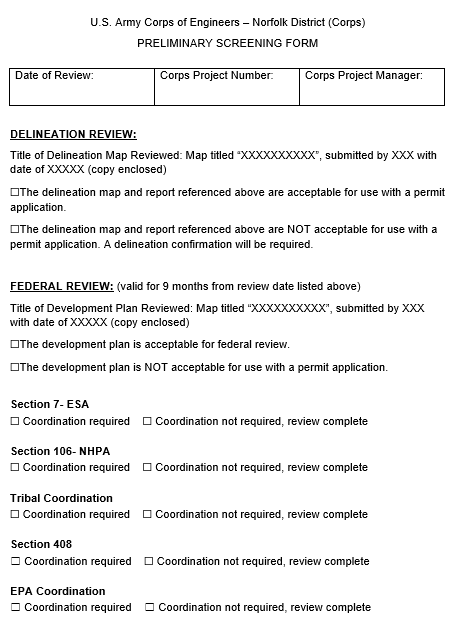 U.S. Army Corps of Engineers – Norfolk District (Corps)
PRELIMINARY SCREENING FORM
Date of Review: Corps Project Number: Corps Project Manager:
DELINEATION REVIEW:
Title of Delineation Map Reviewed: Map titled “XXXXXXXXXX”, submitted by XXX with
date of XXXXX (copy enclosed)
☐The delineation map and report referenced above are acceptable for use with a permit
application.
☐The delineation map and report referenced above are NOT acceptable for use with a
permit application. A delineation confirmation will be required.
FEDERAL REVIEW: (valid for 9 months from review date listed above)
Title of Development Plan Reviewed: Map titled “XXXXXXXXXX”, submitted by XXX
with date of XXXXX (copy enclosed)
☐The development plan is acceptable for federal review.
☐The development plan is NOT acceptable for use with a permit application.
Section 7- ESA
☐ Coordination required ☐ Coordination not required, review complete
Section 106- NHPA
☐ Coordination required ☐ Coordination not required, review complete
Tribal Coordination
☐ Coordination required ☐ Coordination not required, review complete
Section 408
☐ Coordination required ☐ Coordination not required, review complete
EPA Coordination
☐ Coordination required ☐ Coordination not required, review complete